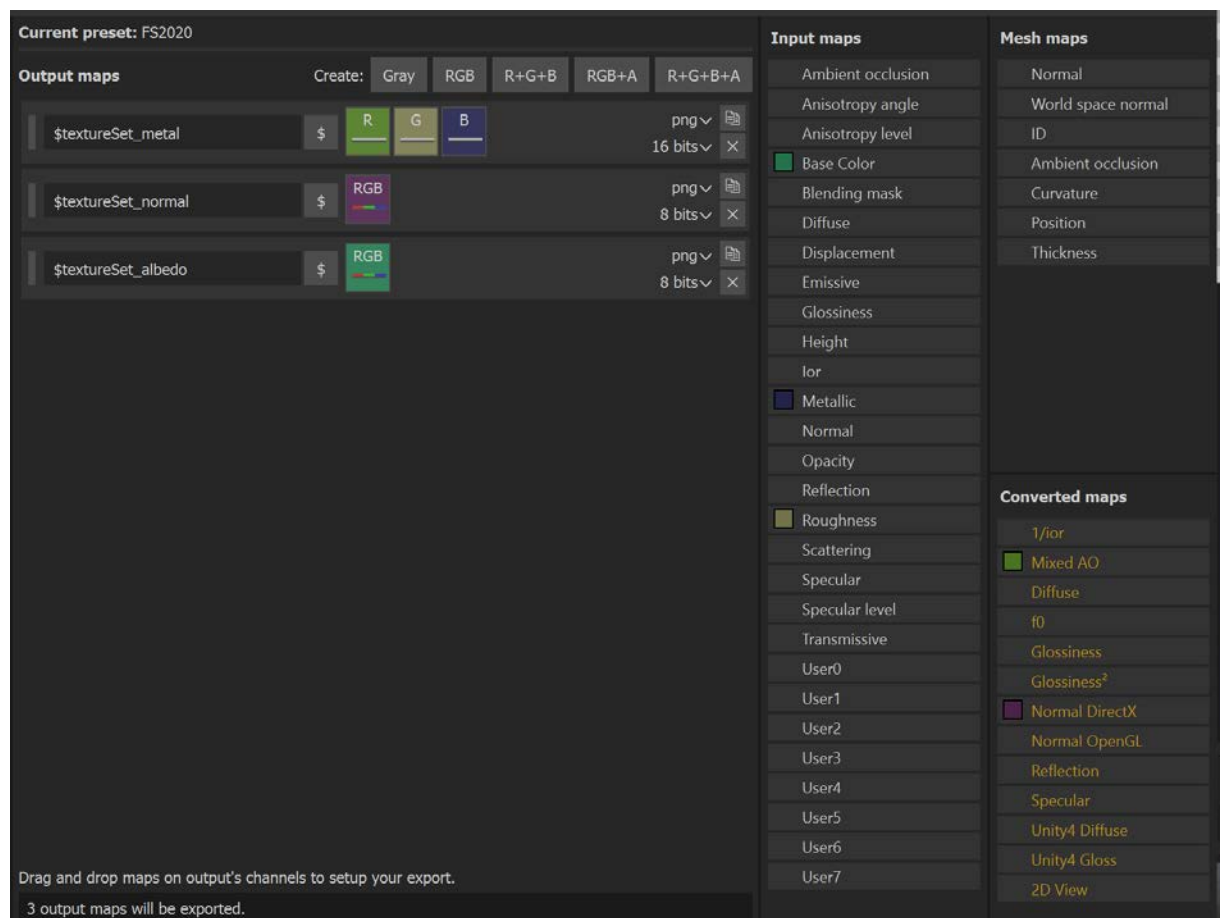 Current preset: FS2020
Output maps
Create: Gray RGB R+G+B RGB+A R+G+B+A
$textureSet_metal $ R G B png
16 bits
$textureSet_normal $ RGB png
8 bits
$textureSet_albedo $ RGB png
8 bits
Drag and drop maps on output's channels to setup your export.
3 output maps will be exported.
Input maps
Ambient occlusion
Anisotropy angle
Anisotropy level
Base Color
Blending mask
Diffuse
Displacement
Emissive
Glossiness
Height
Ior
Metallic
Normal
Opacity
Reflection
Roughness
Scattering
Specular
Specular level
Transmissive
User0
User1
User2
User3
User4
User5
User6
User7
Mesh maps
Normal
World space normal
ID
Ambient occlusion
Curvature
Position
Thickness
Converted maps
1/ior
Mixed AO
Diffuse
f0
Glossiness
Glossiness²
Normal DirectX
Normal OpenGL
Reflection
Specular
Unity4 Diffuse
Unity4 Gloss
2D View